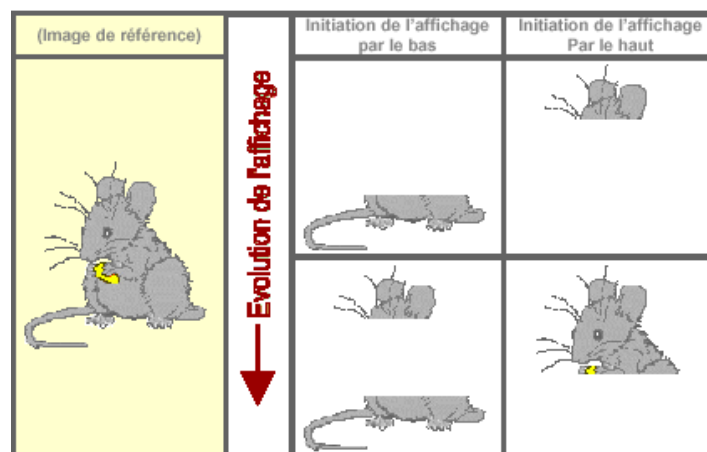 (Image de référence)
Evolution de l'affichage
Initiation de l'affichage
par le bas
Initiation de l'affichage
Par le haut